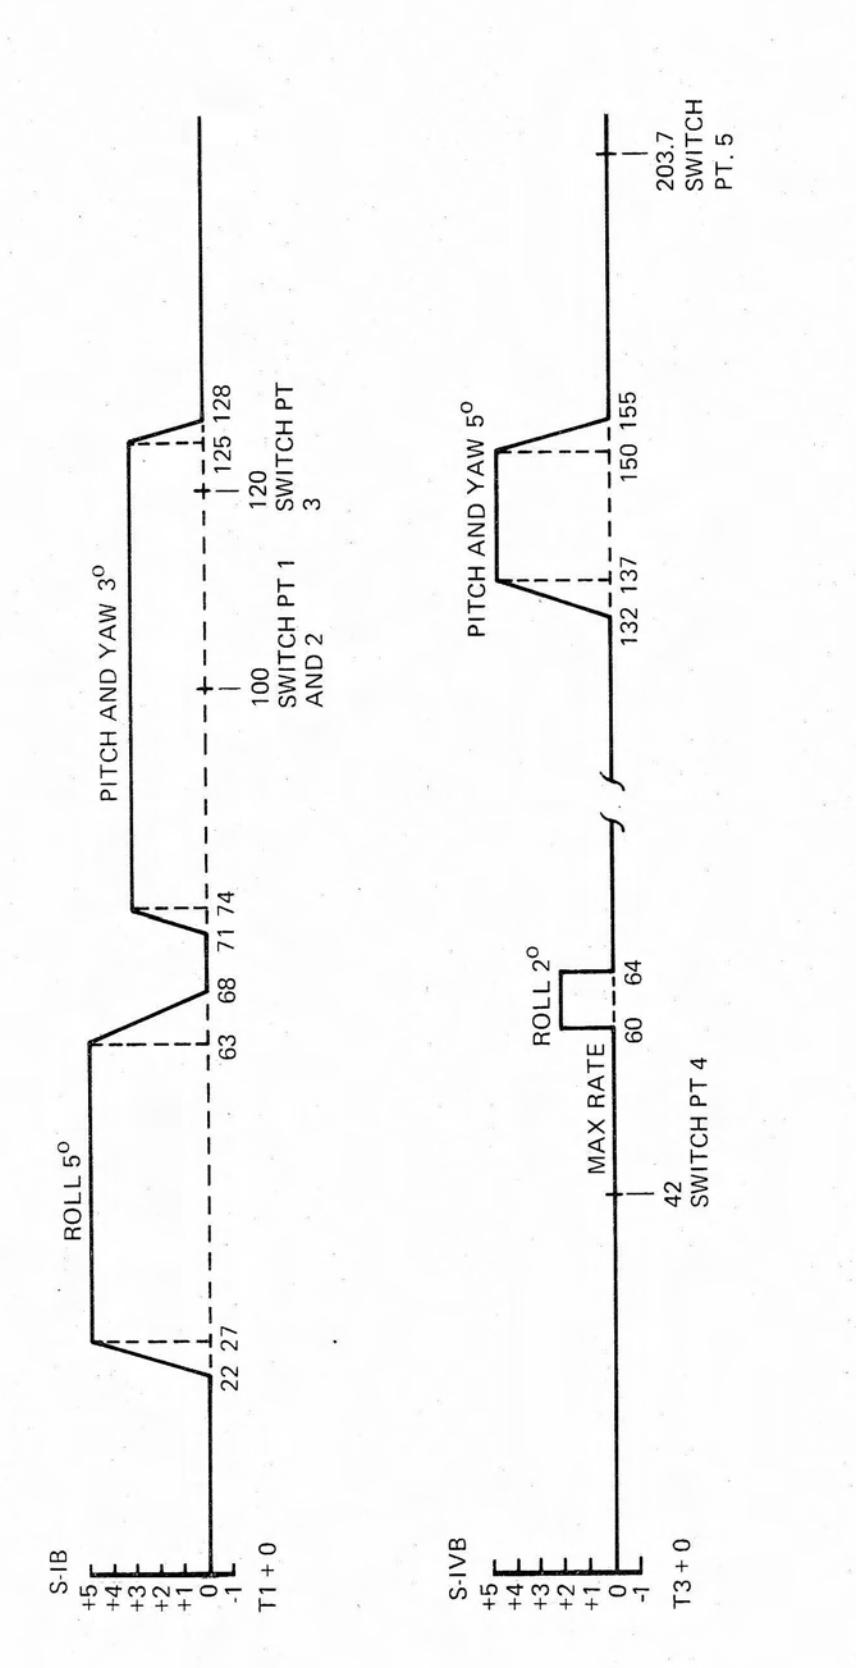 S-IB
+5
+4
+3
+2
+1
0
-1
T1 + 0
ROLL 5°
PITCH AND YAW 3°
22 27
63
68
71 74
100
SWITCH PT 1
AND 2
120
SWITCH PT
3
125 128
S-IVB
+5
+4
+3
+2
+1
0
-1
T3 + 0
42
SWITCH PT 4
MAX RATE
ROLL 2°
60
64
PITCH AND YAW 5°
132 137
150 155
203.7
SWITCH
PT. 5